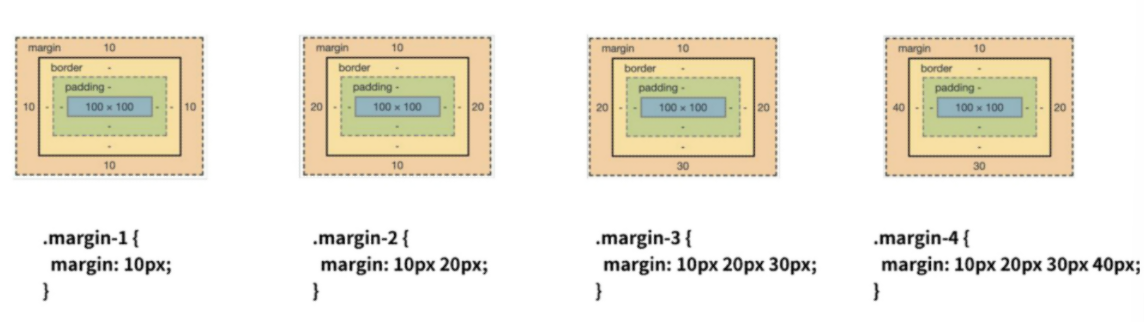 margin 10
border -
padding -
10 - - 100 × 100 - - 10
-
-
10
margin 10
border -
padding -
20 - - 100 × 100 - - 20
-
-
10
margin 10
border -
padding -
20 - - 100 × 100 - - 20
-
-
30
margin 10
border -
padding -
40 - - 100 × 100 - - 20
-
-
30
.margin-1 {
margin: 10px;
}
.margin-2 {
margin: 10px 20px;
}
.margin-3 {
margin: 10px 20px 30px;
}
.margin-4 {
margin: 10px 20px 30px 40px;
}